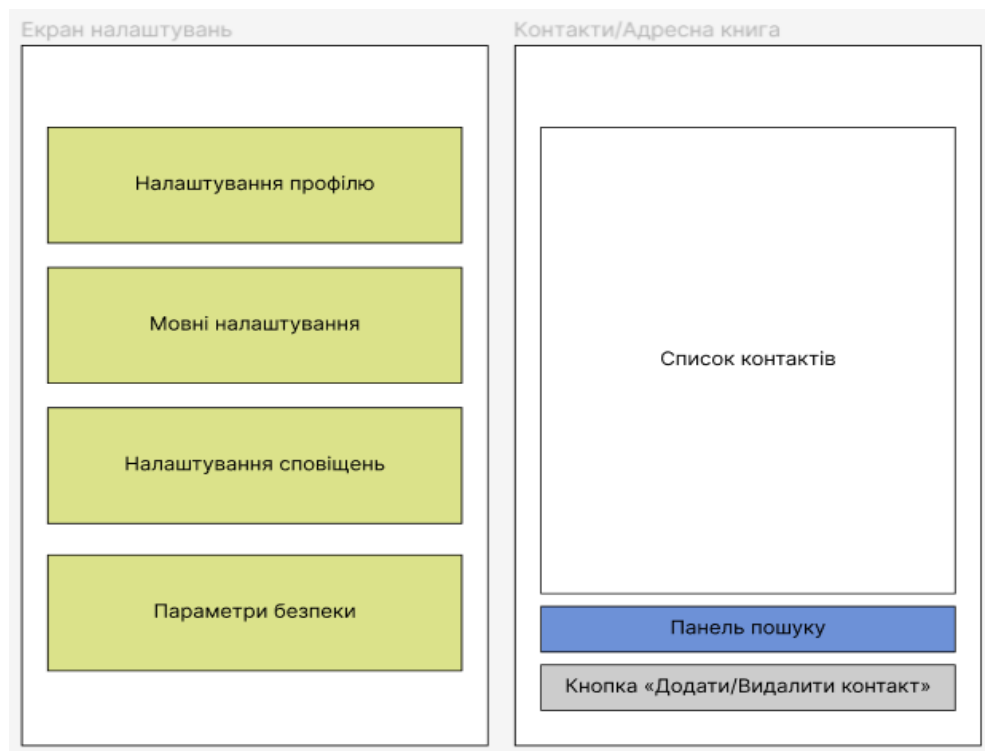 Екран налаштувань
Налаштування профілю
Мовні налаштування
Налаштування сповіщень
Параметри безпеки
Контакти/Адресна книга
Список контактів
Панель пошуку
Кнопка «Додати/Видалити контакт»